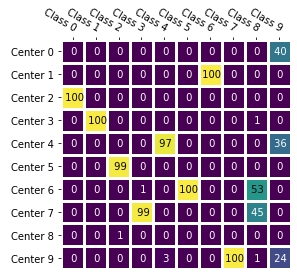 Class 0 Class 1 Class 2 Class 3 Class 4 Class 5 Class 6 Class 7 Class 8 Class 9
Center 0 0 0 0 0 0 0 0 0 0 40
Center 1 0 0 0 0 0 0 100 0 0 0
Center 2 100 0 0 0 0 0 0 0 0 0
Center 3 0 100 0 0 0 0 0 0 1 0
Center 4 0 0 0 0 97 0 0 0 0 36
Center 5 0 0 99 0 0 0 0 0 0 0
Center 6 0 0 0 1 0 100 0 0 53 0
Center 7 0 0 0 99 0 0 0 0 45 0
Center 8 0 0 1 0 0 0 0 0 0 0
Center 9 0 0 0 0 3 0 0 100 1 24